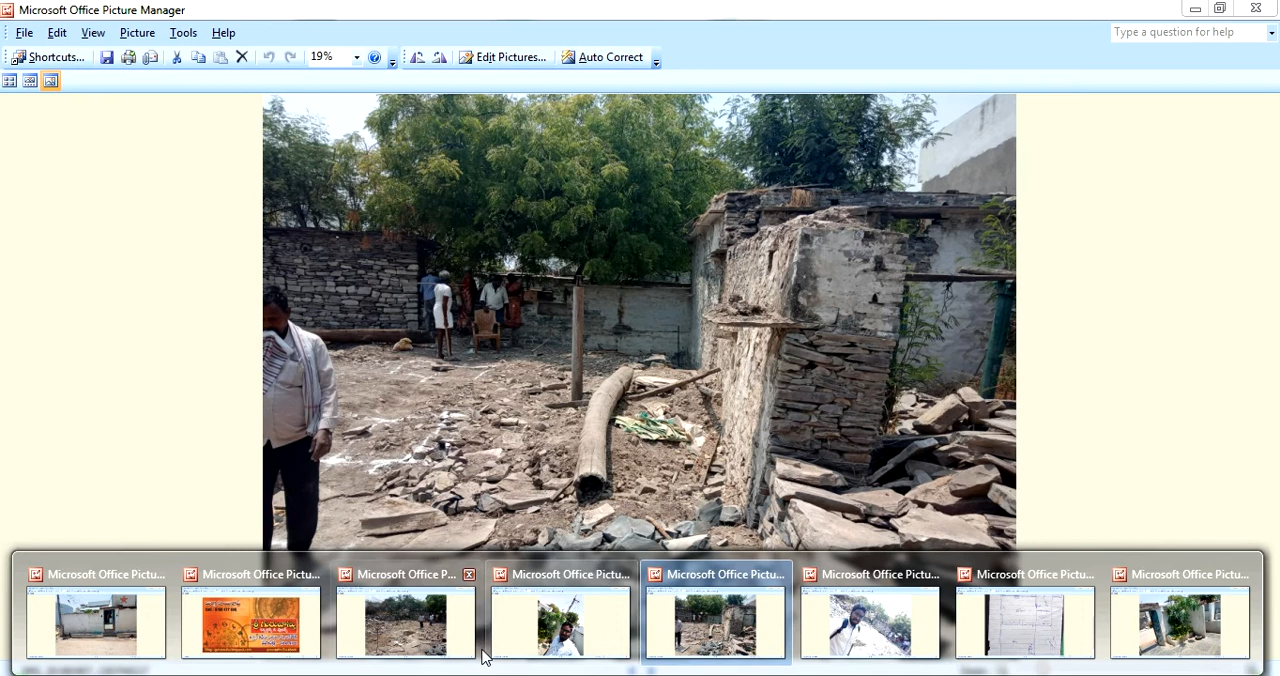 Microsoft Office Picture Manager
File Edit View Picture Tools Help
Type a question for help
Shortcuts... 19% Edit Pictures... Auto Correct
Microsoft Office Pictu... Microsoft Office Pictu... Microsoft Office P... Microsoft Office Pictu... Microsoft Office Pictu... Microsoft Office Pictu... Microsoft Office Pictu... Microsoft Office Pictu...